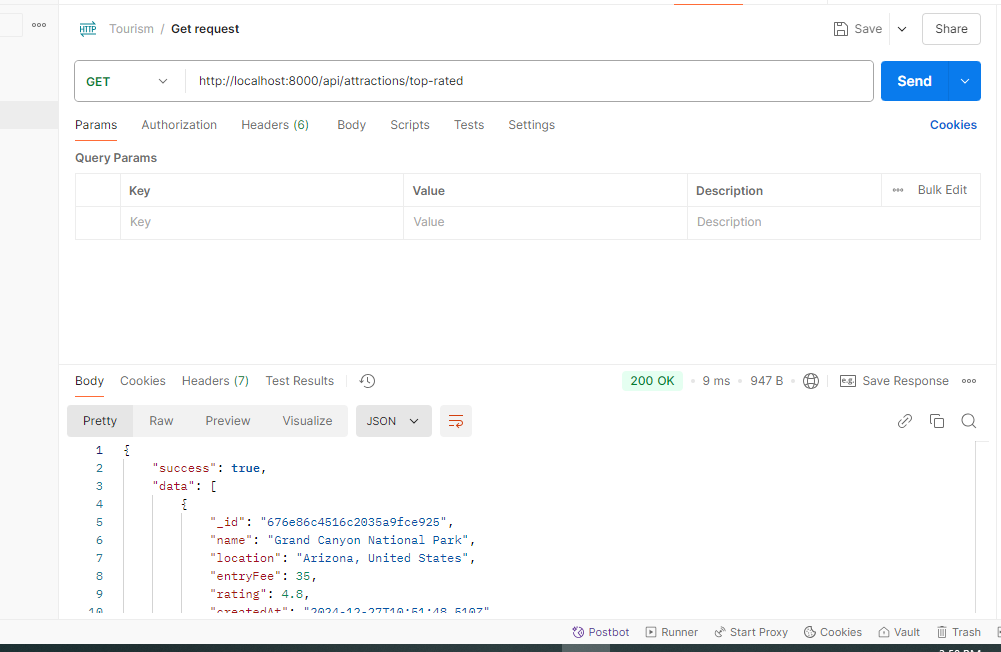 HTTP Tourism / Get request Save Share
GET http://localhost:8000/api/attractions/top-rated Send
Params Authorization Headers (6) Body Scripts Tests Settings Cookies
Query Params
Key Value Description Bulk Edit
Key Value Description
Body Cookies Headers (7) Test Results 200 OK 9 ms 947 B e.g. Save Response
Pretty Raw Preview Visualize JSON
1 {
2 "success": true,
3 "data": [
4 {
5 "_id": "676e86c4516c2035a9fce925",
6 "name": "Grand Canyon National Park",
7 "location": "Arizona, United States",
8 "entryFee": 35,
9 "rating": 4.8,
10 "createdAt": "2024-12-27T10:51:48.510Z"
Postbot Runner Start Proxy Cookies Vault Trash